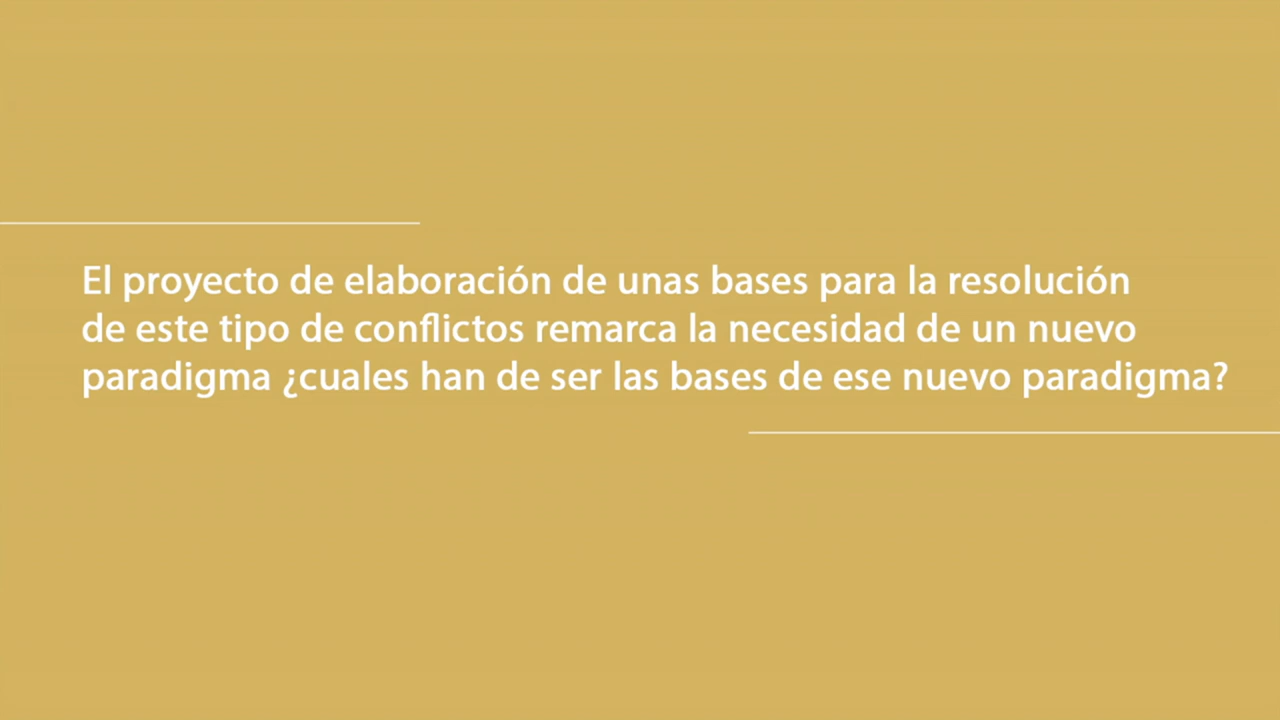 El proyecto de elaboración de unas bases para la resolución
de este tipo de conflictos remarca la necesidad de un nuevo
paradigma ¿cuales han de ser las bases de ese nuevo paradigma?